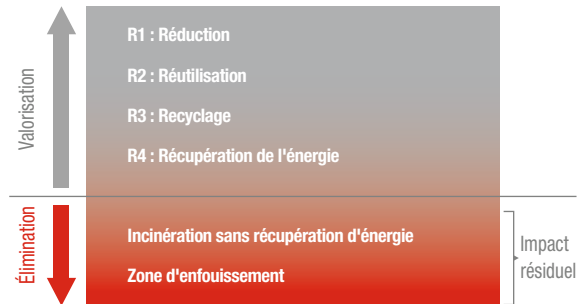 Valorisation
R1 : Réduction
R2 : Réutilisation
R3 : Recyclage
R4 : Récupération de l'énergie
Élimination
Incinération sans récupération d'énergie
Zone d'enfouissement
Impact
résiduel